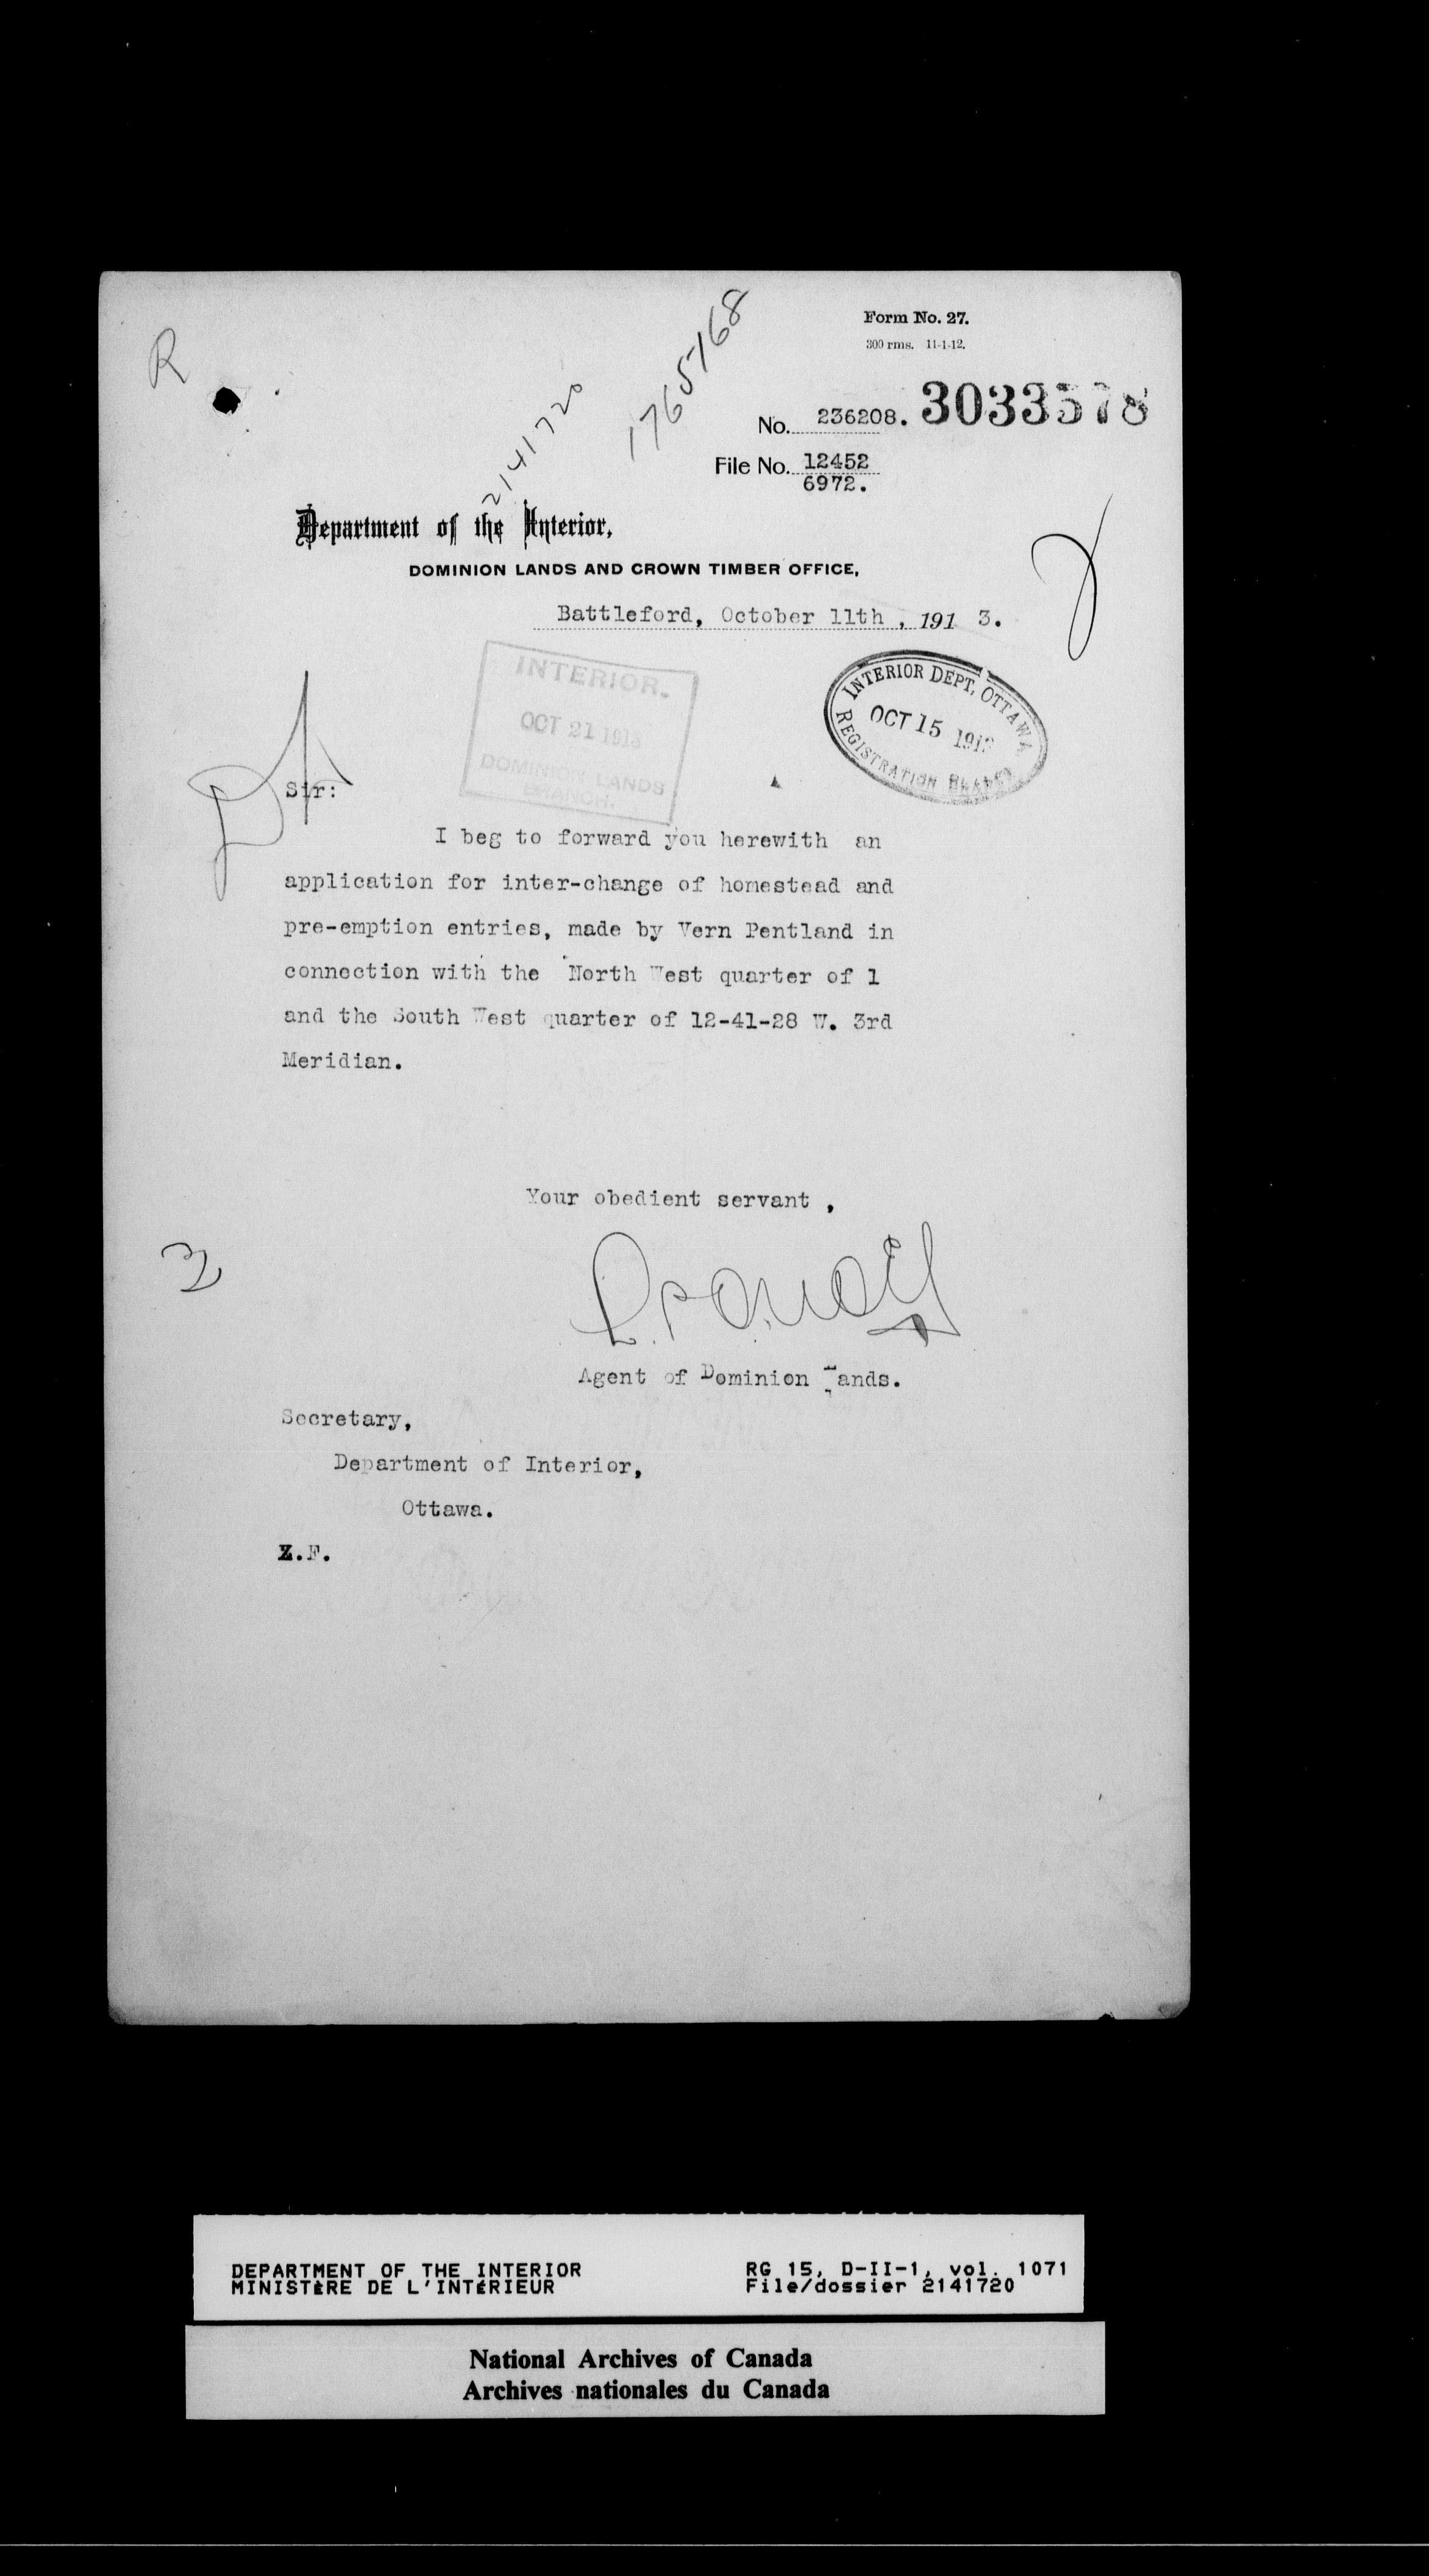 R
1765168
2141720
Form No. 27.
300 rms. 11-1-12.
No. 236208. 3033578
File No. 12452
6972.
Department of the Interior,
DOMINION LANDS AND CROWN TIMBER OFFICE,
Battleford, October 11th, 191 3.
INTERIOR.
OCT 21 1913
DOMINION LANDS
BRANCH.
INTERIOR DEPT, OTTAWA
OCT 15 191
REGISTRATION BRANCH
Sir:
I beg to forward you herewith an
application for inter-change of homestead and
pre-emption entries, made by Vern Pentland in
connection with the North West quarter of 1
and the South West quarter of 12-41-28 W. 3rd
Meridian.
Your obedient servant ,
Agent of Dominion Lands.
Secretary,
Department of Interior,
Ottawa.
Z.F.
DEPARTMENT OF THE INTERIOR
MINISTÈRE DE L'INTÉRIEUR
RG 15, D-II-1, vol. 1071
File/dossier 2141720
National Archives of Canada
Archives nationales du Canada